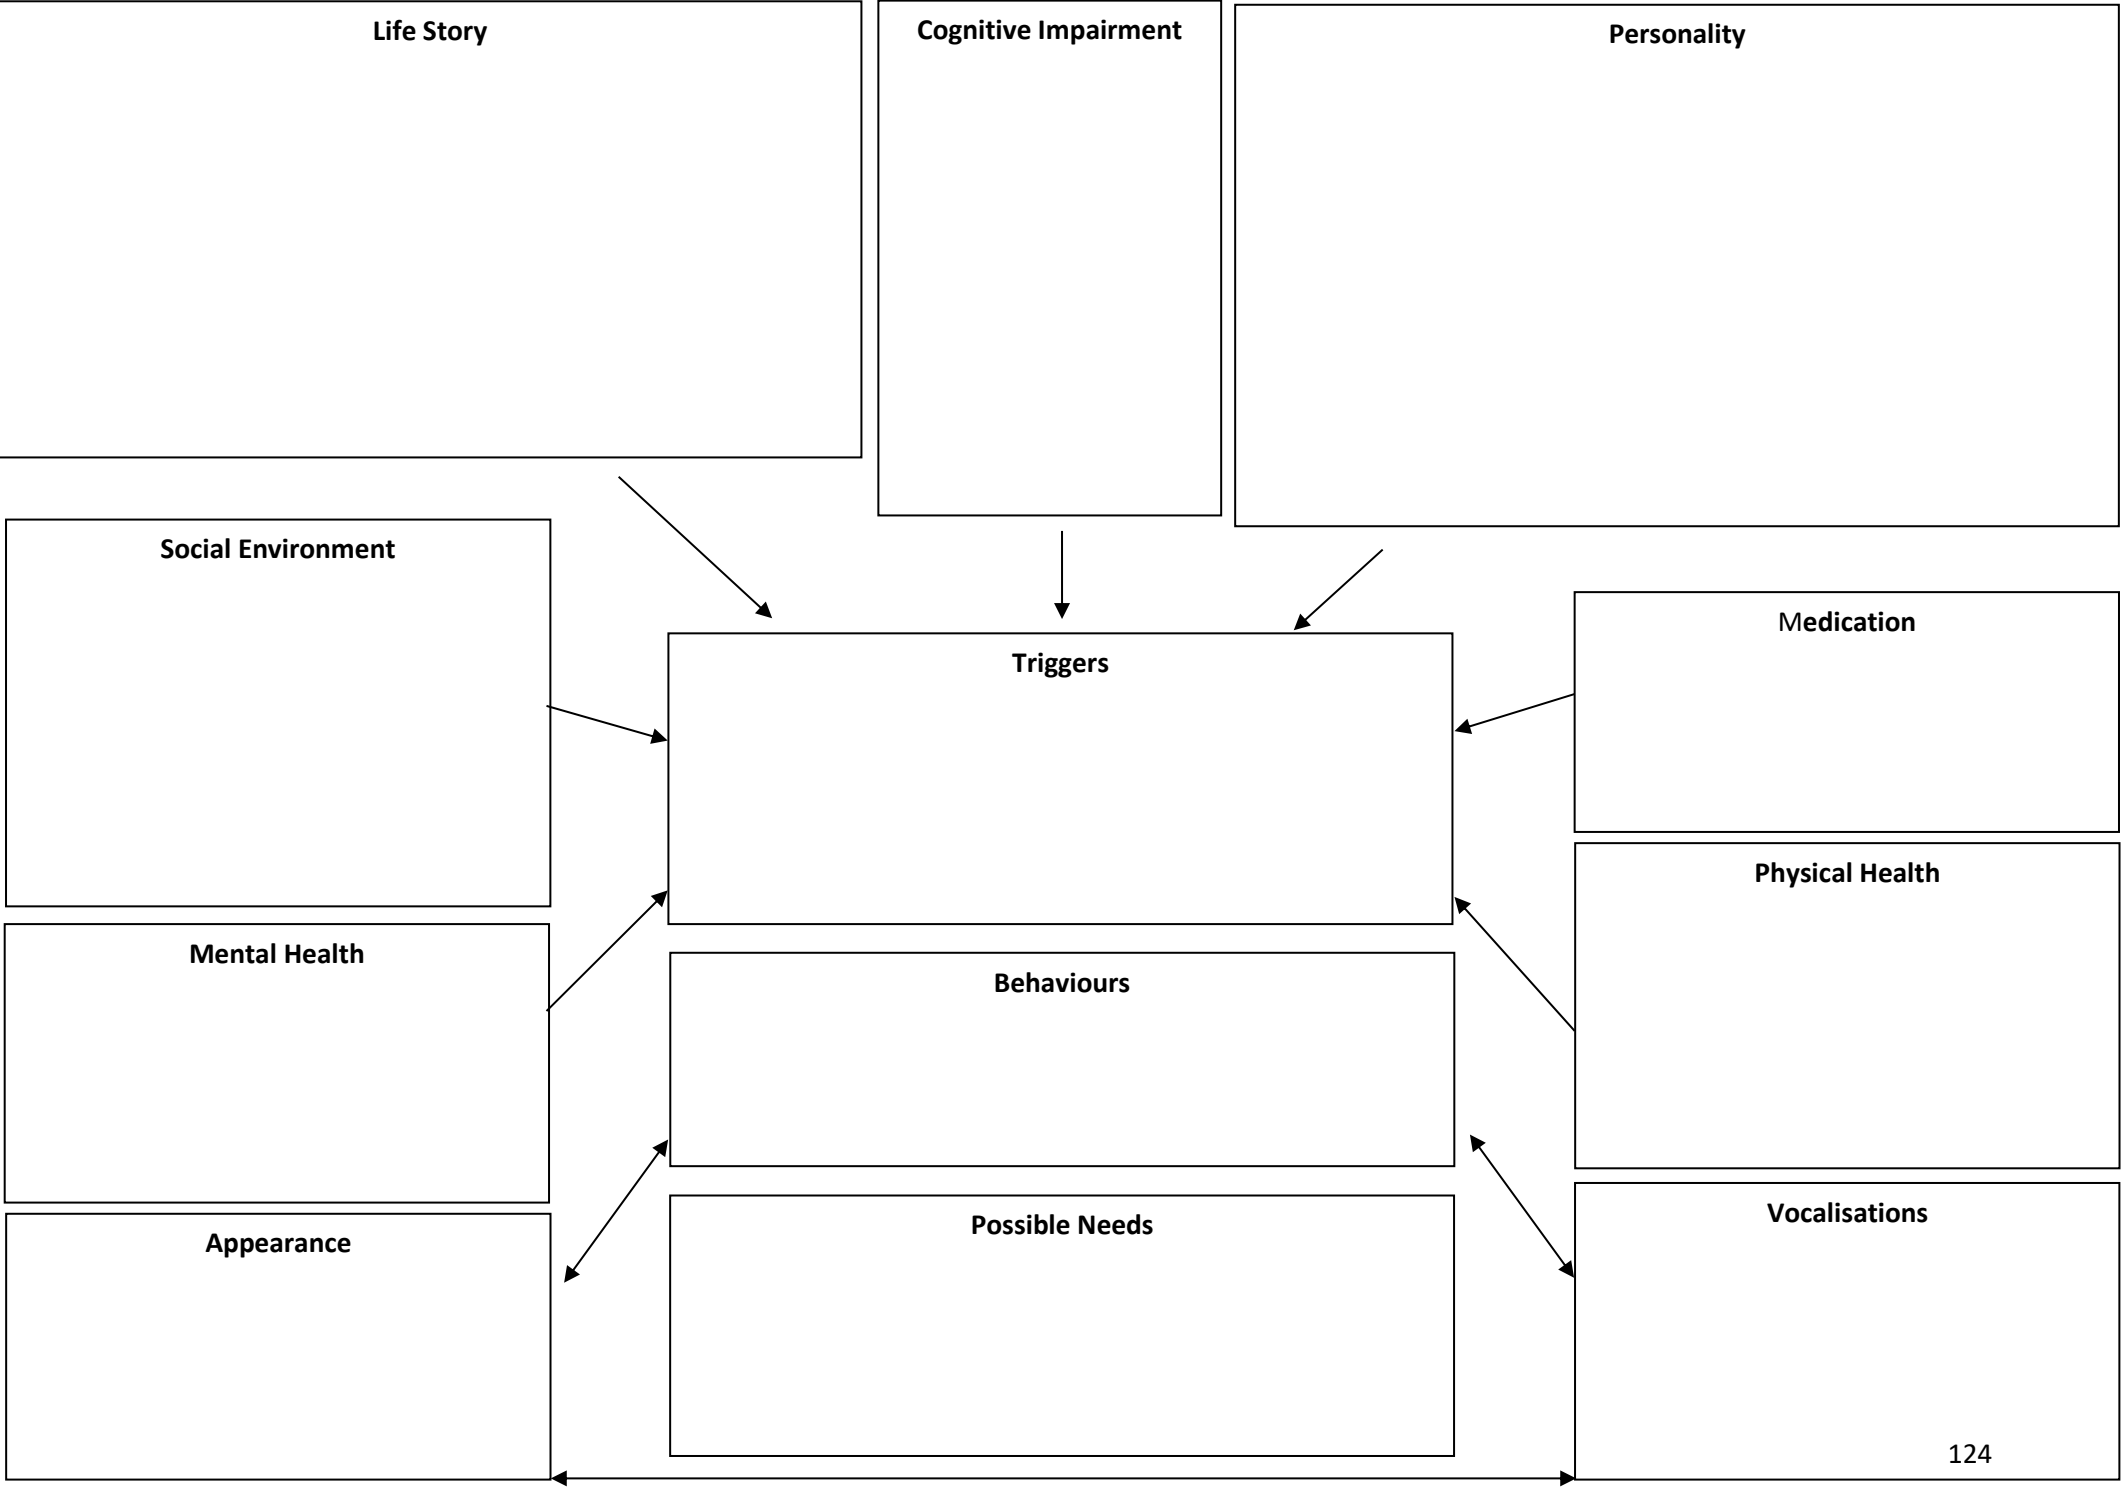 Life Story
Cognitive Impairment
Personality
Social Environment
Medication
Triggers
Physical Health
Mental Health
Behaviours
Vocalisations
Possible Needs
Appearance
124